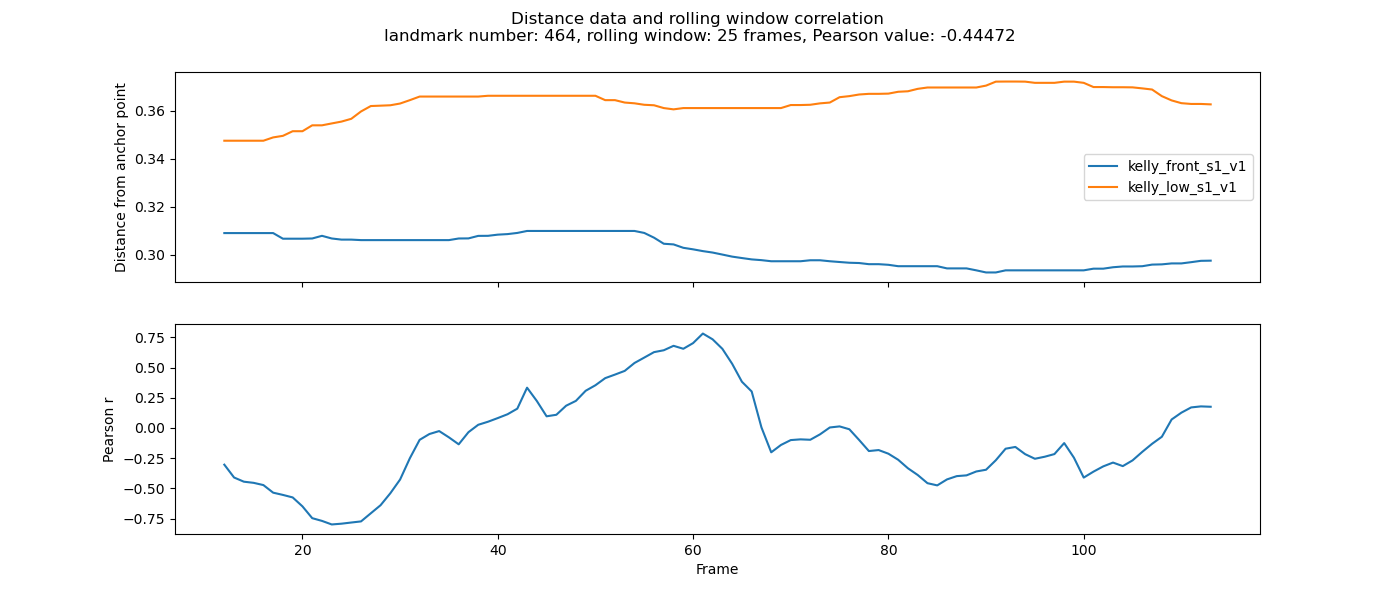 Distance data and rolling window correlation
landmark number: 464, rolling window: 25 frames, Pearson value: -0.44472
Distance from anchor point
0.36
0.34
0.32
0.30
kelly_front_s1_v1
kelly_low_s1_v1
Pearson r
0.75
0.50
0.25
0.00
−0.25
−0.50
−0.75
20 40 60 80 100
Frame